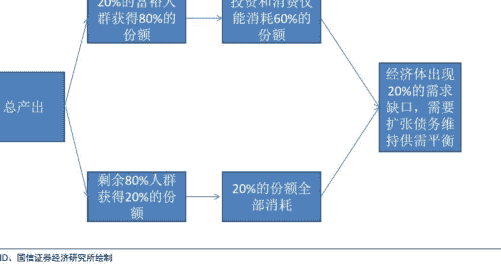 20%的富裕人
群获得80%的
份额
投资和消费仅
能消耗60%的
份额
总产出
经济体出现
20%的需求
缺口，需要
扩张债务维
持供需平衡
剩余80%人群
获得20%的份
额
20%的份额全
部消耗
ID、国信证券经济研究所绘制